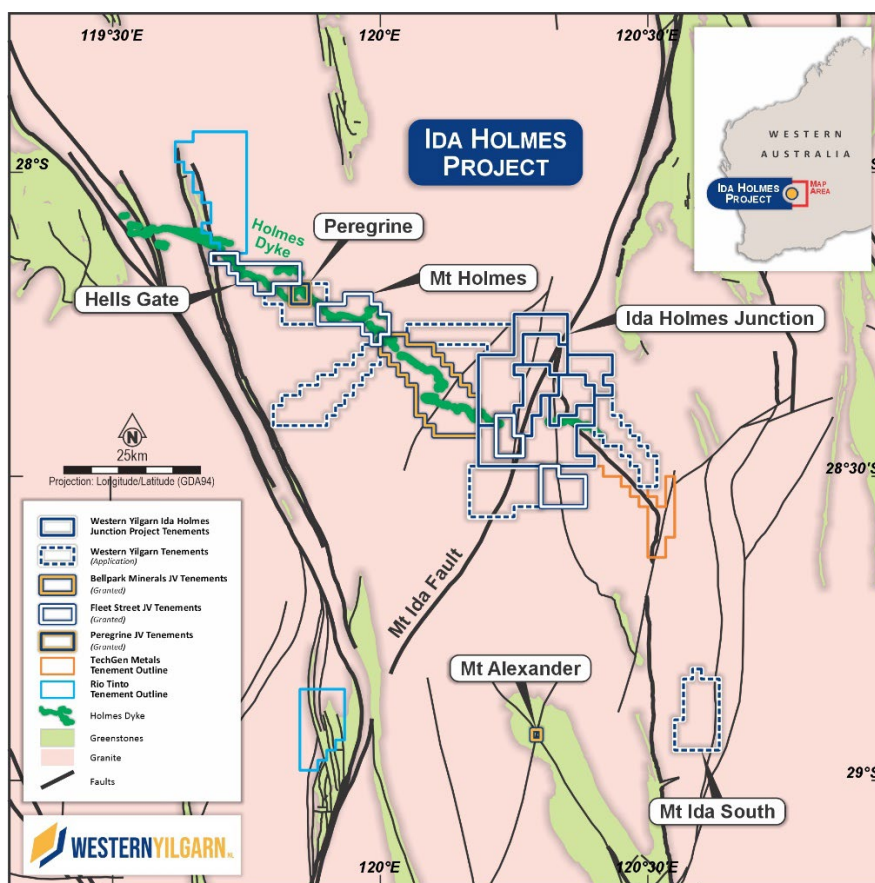 119°30'E
120°E
120°30'E
28°S
IDA HOLMES
PROJECT
WESTERN
AUSTRALIA
IDA HOLMES
PROJECT
MAP
AREA
Holmes
Dyke
Peregrine
Mt Holmes
Hells Gate
Ida Holmes Junction
N
25km
Projection: Longitude/Latitude (GDA94)
28°30'S
Western Yilgarn Ida Holmes
Junction Project Tenements
Western Yilgarn Tenements
(Application)
Bellpark Minerals JV Tenements
(Granted)
Fleet Street JV Tenements
(Granted)
Peregrine JV Tenements
(Granted)
TechGen Metals
Tenement Outline
Rio Tinto
Tenement Outline
Holmes Dyke
Greenstones
Granite
Faults
Mt Ida Fault
Mt Alexander
29°S
Mt Ida South
WESTERNYILGARN NL
120°E
120°30'E